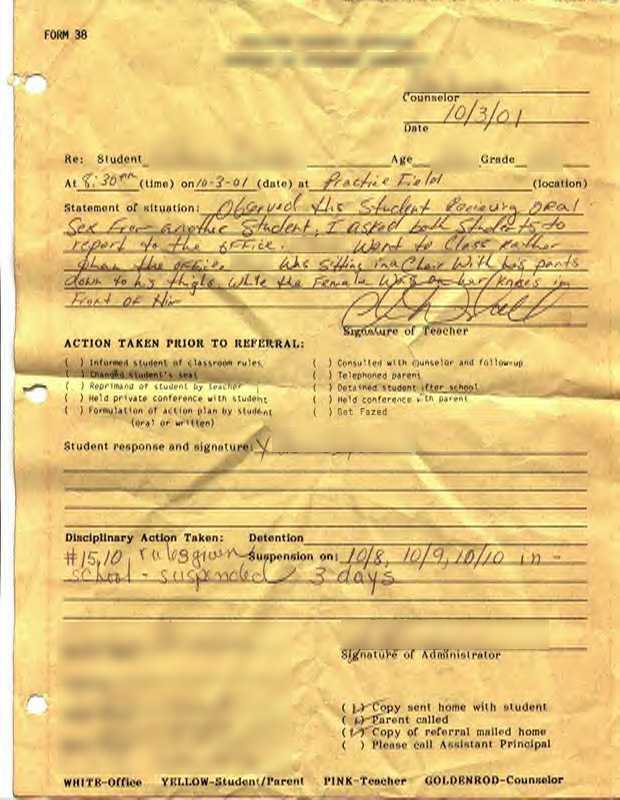 FORM 38
Counselor
10/3/01
Date
Re: Student Age Grade
At 8:30 (time) on 10-3-01 (date) at Practice Field (location)
Statement of situation: Observed this Student Recieving oral
Sex From another Student. I asked both Students to
report to the office. Went to Class Rather
than the office. Was Sitting in a Chair With his pants
down to his thighs while the Female Was on her knees in
Front of Him
Signature of Teacher
ACTION TAKEN PRIOR TO REFERRAL:
( ) Informed student of classroom rules ( ) Consulted with counselor and follow-up
( ) Changed student's seat ( ) Telephoned parent
( ) Reprimand of student by teacher ( ) Detained student after school
( ) Held private conference with student ( ) Held conference with parent
( ) Formulation of action plan by student ( ) Get Fazed
(oral or written)
Student response and signature:
Disciplinary Action Taken: Detention
#15,10 rules given Suspension on: 10/8, 10/9, 10/10 in-
school - suspended 3 days
Signature of Administrator
( ) Copy sent home with student
( ) Parent called
( ) Copy of referral mailed home
( ) Please call Assistant Principal
WHITE-Office YELLOW-Student/Parent PINK-Teacher GOLDENROD-Counselor